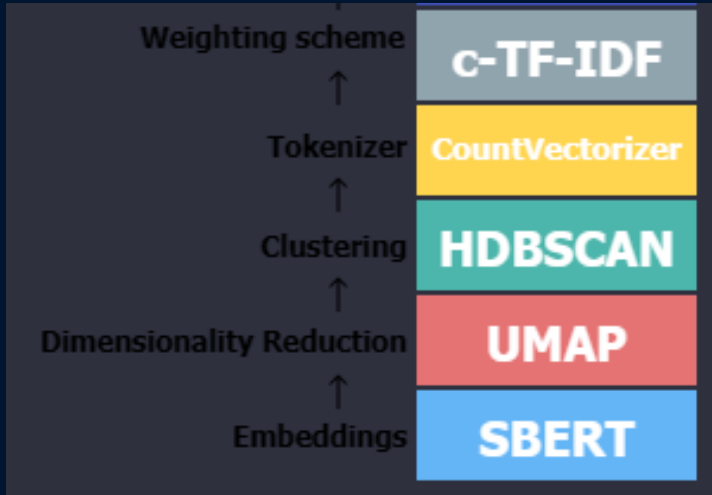 Weighting scheme
c-TF-IDF
↑
Tokenizer
CountVectorizer
↑
Clustering
HDBSCAN
↑
Dimensionality Reduction
UMAP
↑
Embeddings
SBERT